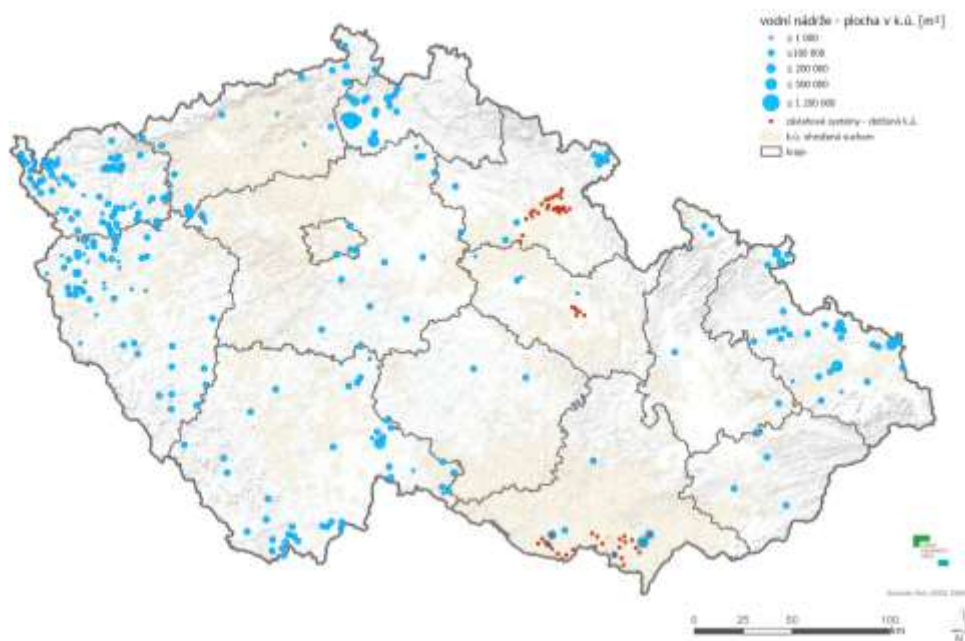 vodní nádrže - plocha v k.ú. [m²]
≤ 1 000
≤ 100 000
≤ 200 000
≤ 500 000
≤ 1 200 000
závlahové systémy - dotčená k.ú.
k.ú. ohrožená suchem
kraje
0 25 50 100
km